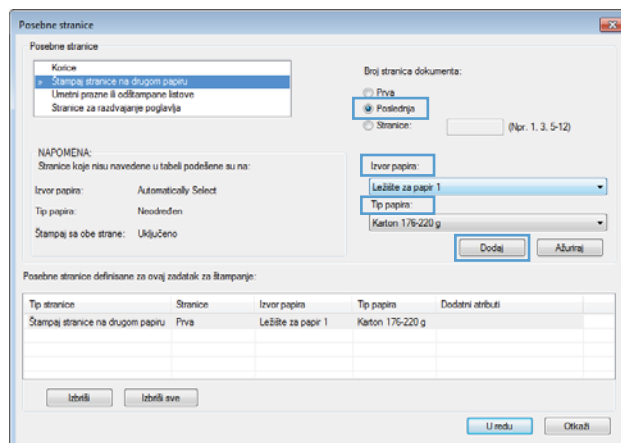 Posebne stranice
Posebne stranice
Korice
» Štampaj stranice na drugom papiru
Umetni prazne ili odštampane listove
Stranice za razdvajanje poglavlja
Broj stranica dokumenta:
Prva
Poslednja
Stranice: (Npr. 1, 3, 5-12)
NAPOMENA:
Stranice koje nisu navedene u tabeli podešene su na:
Izvor papira: Automatically Select
Tip papira: Neodređen
Štampaj sa obe strane: Uključeno
Izvor papira:
Ležište za papir 1
Tip papira:
Karton 176-220 g
Dodaj Ažuriraj
Posebne stranice definisane za ovaj zadatak za štampanje:
Tip stranice Stranice Izvor papira Tip papira Dodatni atributi
Štampaj stranice na drugom papiru Prva Ležište za papir 1 Karton 176-220 g
Izbriši Izbriši sve
U redu Otkaži